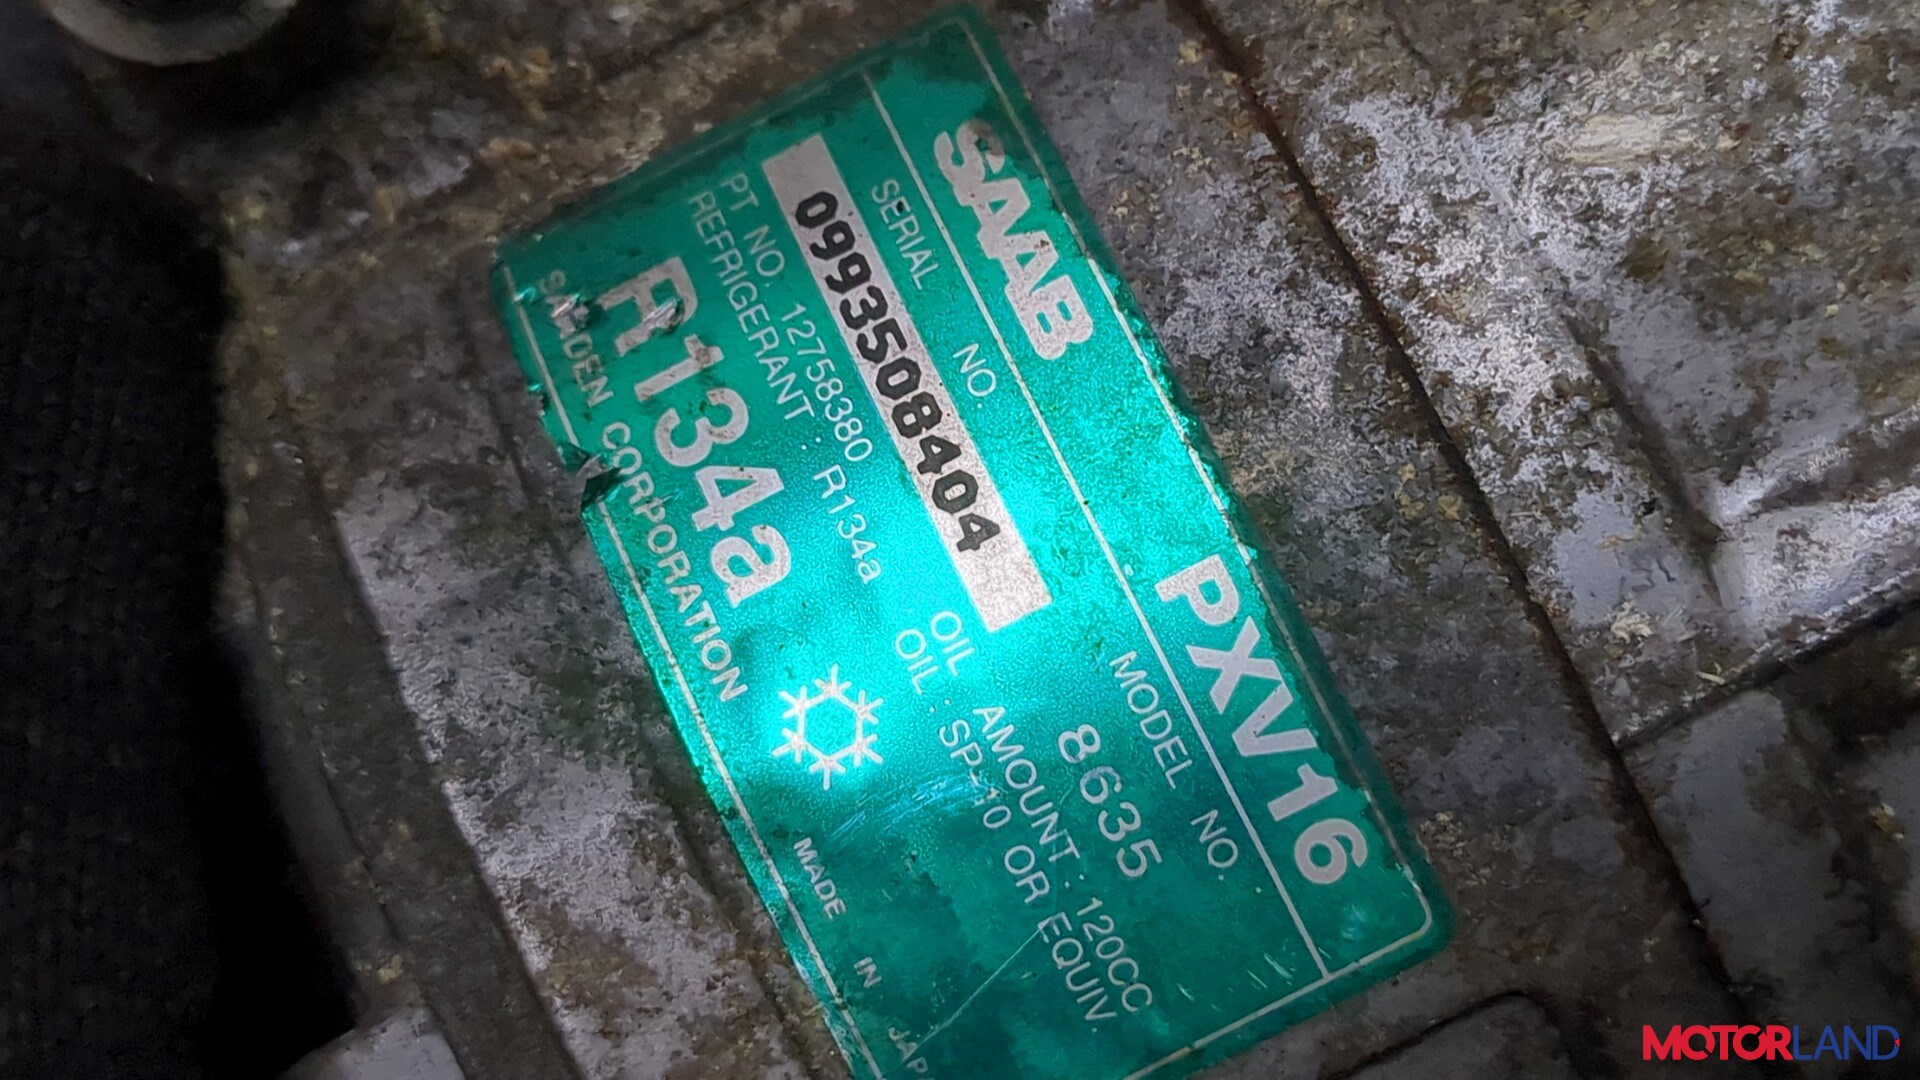 SAAB PXV16
SERIAL NO. MODEL NO.
0993508404 8635
PT NO. 12758380 OIL AMOUNT : 120CC
REFRIGERANT : R134a OIL : SP-10 OR EQUIV.
R134a
SANDEN CORPORATION MADE IN
MOTORLAND